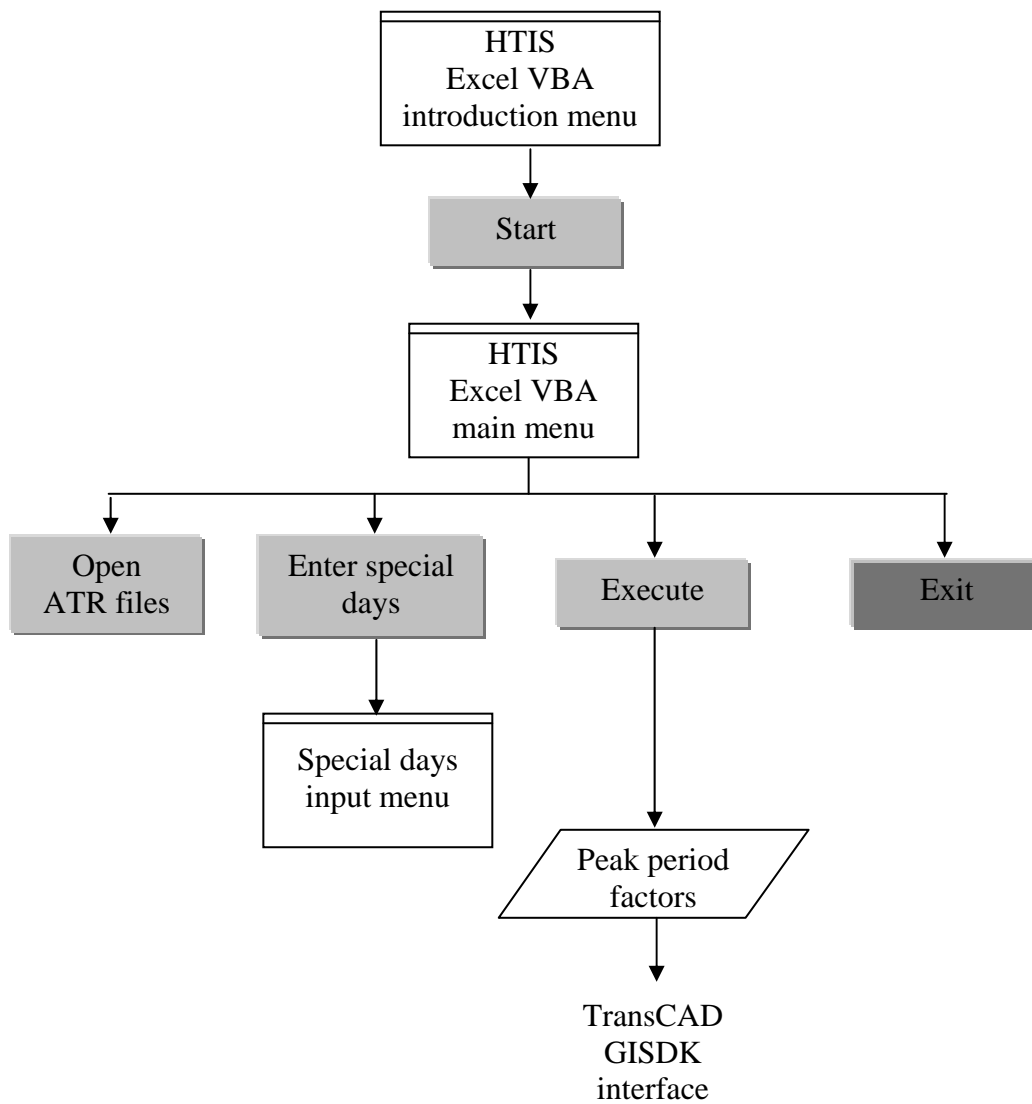 HTIS
Excel VBA
introduction menu
Start
HTIS
Excel VBA
main menu
Open
ATR files
Enter special
days
Execute
Exit
Special days
input menu
Peak period
factors
TransCAD
GISDK
interface